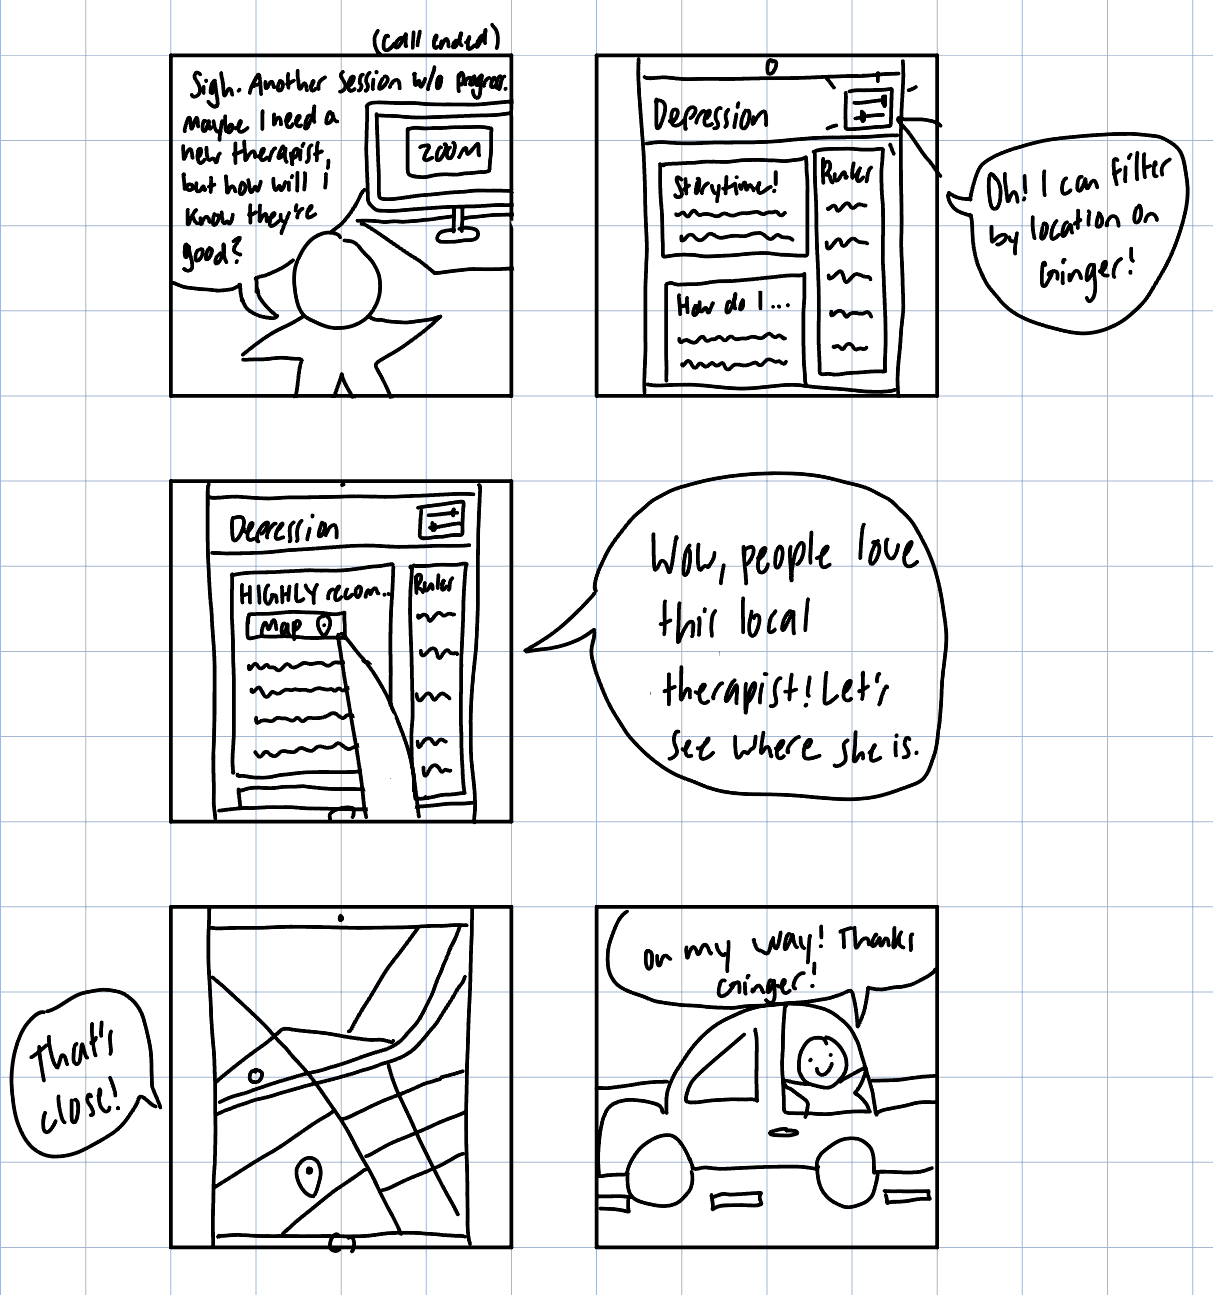 (call ended)
Sigh. Another session w/o progress.
Maybe I need a
new therapist,
but how will I
know they're
good?
ZOOM
Depression
Storytime!
Rules
How do I...
Oh! I can filter
by location on
Ginger!
Depression
HIGHLY recom..
Rules
Map
Wow, people love
this local
therapist! Let's
see where she is.
That's
close!
On my way! Thanks
Ginger!